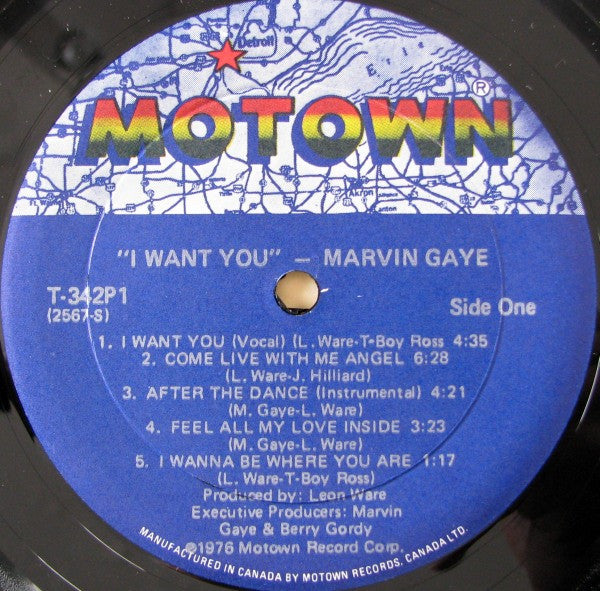 Detroit
Erie
MOTOWN®
Akron
"I WANT YOU" – MARVIN GAYE
T-342P1
(2567-S)
Side One
1. I WANT YOU (Vocal) (L. Ware-T-Boy Ross 4:35
2. COME LIVE WITH ME ANGEL 6:28
(L. Ware-J. Hilliard)
3. AFTER THE DANCE (Instrumental) 4:21
(M. Gaye-L. Ware)
4. FEEL ALL MY LOVE INSIDE 3:23
(M. Gaye-L. Ware)
5. I WANNA BE WHERE YOU ARE 1:17
(L. Ware-T-Boy Ross)
Produced by: Leon Ware
Executive Producers: Marvin
Gaye & Berry Gordy
©1976 Motown Record Corp.
MANUFACTURED IN CANADA BY MOTOWN RECORDS, CANADA LTD.